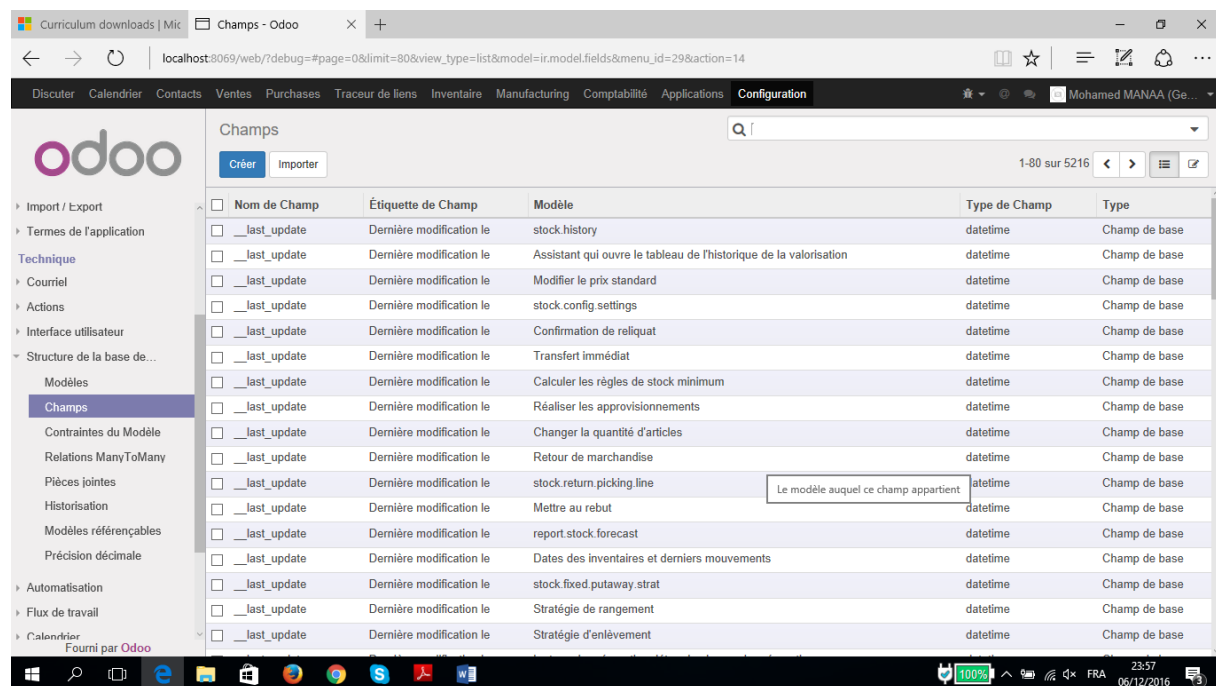 Curriculum downloads | Mic
Champs - Odoo
localhost:8069/web/?debug=#page=0&limit=80&view_type=list&model=ir.model.fields&menu_id=29&action=14
Discuter Calendrier Contacts Ventes Purchases Traceur de liens Inventaire Manufacturing Comptabilité Applications Configuration Mohamed MANAA (Ge...
odoo
Champs
Créer Importer 1-80 sur 5216
Import / Export
Termes de l'application
Technique
Courriel
Actions
Interface utilisateur
Structure de la base de...
Modèles
Champs
Contraintes du Modèle
Relations ManyToMany
Pièces jointes
Historisation
Modèles référençables
Précision décimale
Automatisation
Flux de travail
Calendrier
Fourni par Odoo
Nom de Champ Étiquette de Champ Modèle Type de Champ Type
__last_update Dernière modification le stock.history datetime Champ de base
__last_update Dernière modification le Assistant qui ouvre le tableau de l'historique de la valorisation datetime Champ de base
__last_update Dernière modification le Modifier le prix standard datetime Champ de base
__last_update Dernière modification le stock.config.settings datetime Champ de base
__last_update Dernière modification le Confirmation de reliquat datetime Champ de base
__last_update Dernière modification le Transfert immédiat datetime Champ de base
__last_update Dernière modification le Calculer les règles de stock minimum datetime Champ de base
__last_update Dernière modification le Réaliser les approvisionnements datetime Champ de base
__last_update Dernière modification le Changer la quantité d'articles datetime Champ de base
__last_update Dernière modification le Retour de marchandise datetime Champ de base
__last_update Dernière modification le stock.return.picking.line datetime Champ de base
Le modèle auquel ce champ appartient
__last_update Dernière modification le Mettre au rebut datetime Champ de base
__last_update Dernière modification le report.stock.forecast datetime Champ de base
__last_update Dernière modification le Dates des inventaires et derniers mouvements datetime Champ de base
__last_update Dernière modification le stock.fixed.putaway.strat datetime Champ de base
__last_update Dernière modification le Stratégie de rangement datetime Champ de base
__last_update Dernière modification le Stratégie d'enlèvement datetime Champ de base
100% FRA 23:57
06/12/2016